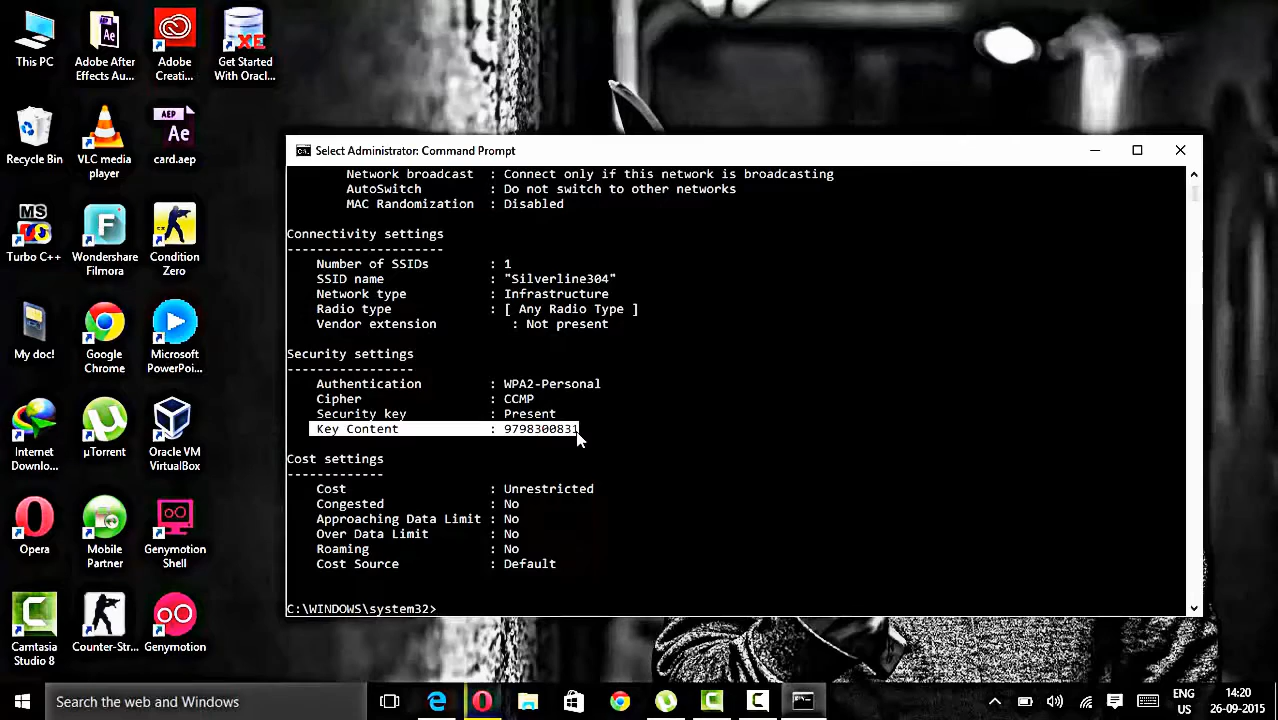 This PC
Adobe After
Effects Au...
Adobe
Creati...
Get Started
With Oracl...
XE
Recycle Bin
VLC media
player
AEP
Ae
card.aep
MS
Turbo C++
Wondershare
Filmora
Condition
Zero
My doc!
Google
Chrome
Microsoft
PowerPoi...
Internet
Downlo...
µTorrent
Oracle VM
VirtualBox
Opera
Mobile
Partner
Genymotion
Shell
Camtasia
Studio 8
Counter-Str...
Genymotion
Select Administrator: Command Prompt
Network broadcast : Connect only if this network is broadcasting
AutoSwitch : Do not switch to other networks
MAC Randomization : Disabled
Connectivity settings
---------------------
Number of SSIDs : 1
SSID name : "Silverline304"
Network type : Infrastructure
Radio type : [ Any Radio Type ]
Vendor extension : Not present
Security settings
-----------------
Authentication : WPA2-Personal
Cipher : CCMP
Security key : Present
Key Content : 9798300831
Cost settings
-------------
Cost : Unrestricted
Congested : No
Approaching Data Limit : No
Over Data Limit : No
Roaming : No
Cost Source : Default
C:\WINDOWS\system32>
Search the web and Windows
ENG
US
14:20
26-09-2015